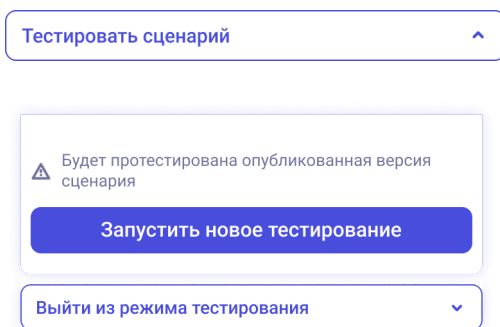 Тестировать сценарий
Будет протестирована опубликованная версия
сценария
Запустить новое тестирование
Выйти из режима тестирования